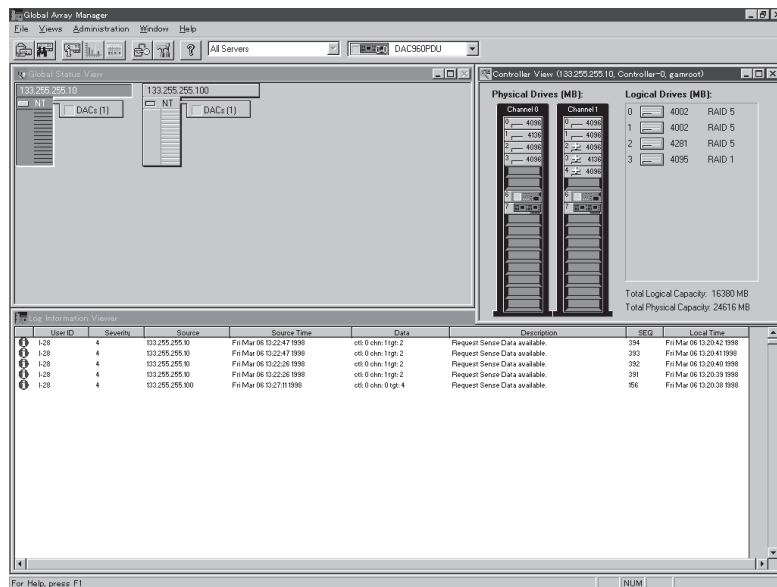 Global Array Manager
File Views Administration Window Help
All Servers
DAC960PDU
Global Status View
133.255.255.10
NT
DACs (1)
133.255.255.100
NT
DACs (1)
Controller View (133.255.255.10, Controller-0, gamroot)
Physical Drives (MB):
Logical Drives (MB):
Channel 0
Channel 1
0 4096
1 4136
2 4096
3 4096
6
7
0 4096
1 4096
2 4096
3 4136
4 4096
6
7
0 4002 RAID 5
1 4002 RAID 5
2 4281 RAID 5
3 4095 RAID 1
Total Logical Capacity: 16380 MB
Total Physical Capacity: 24616 MB
Log Information Viewer
User ID Severity Source Source Time Data Description SEQ Local Time
I-28 4 133.255.255.10 Fri Mar 06 13:22:47 1998 ctl: 0 chn: 1 tgt: 2 Request Sense Data available. 394 Fri Mar 06 13:20:42 1998
I-28 4 133.255.255.10 Fri Mar 06 13:22:47 1998 ctl: 0 chn: 1 tgt: 2 Request Sense Data available. 393 Fri Mar 06 13:20:41 1998
I-28 4 133.255.255.10 Fri Mar 06 13:22:26 1998 ctl: 0 chn: 1 tgt: 2 Request Sense Data available. 392 Fri Mar 06 13:20:40 1998
I-28 4 133.255.255.10 Fri Mar 06 13:22:26 1998 ctl: 0 chn: 1 tgt: 2 Request Sense Data available. 391 Fri Mar 06 13:20:39 1998
I-28 4 133.255.255.100 Fri Mar 06 13:27:11 1998 ctl: 0 chn: 0 tgt: 4 Request Sense Data available. 156 Fri Mar 06 13:20:38 1998
For Help, press F1
NUM